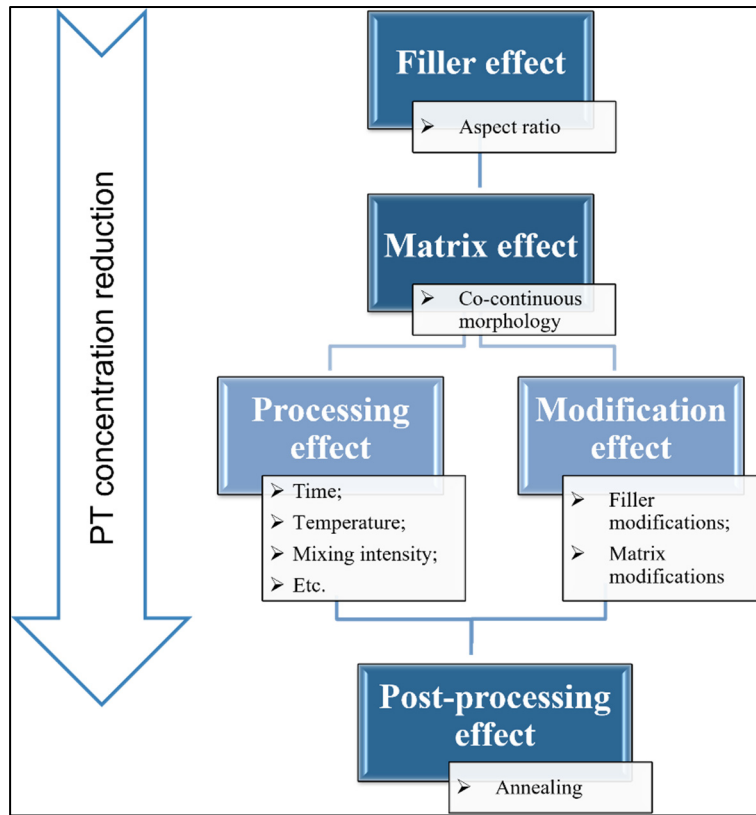 PT concentration reduction
Filler effect
➢ Aspect ratio
Matrix effect
➢ Co-continuous
morphology
Processing
effect
➢ Time;
➢ Temperature;
➢ Mixing intensity;
➢ Etc.
Modification
effect
➢ Filler
modifications;
➢ Matrix
modifications
Post-processing
effect
➢ Annealing